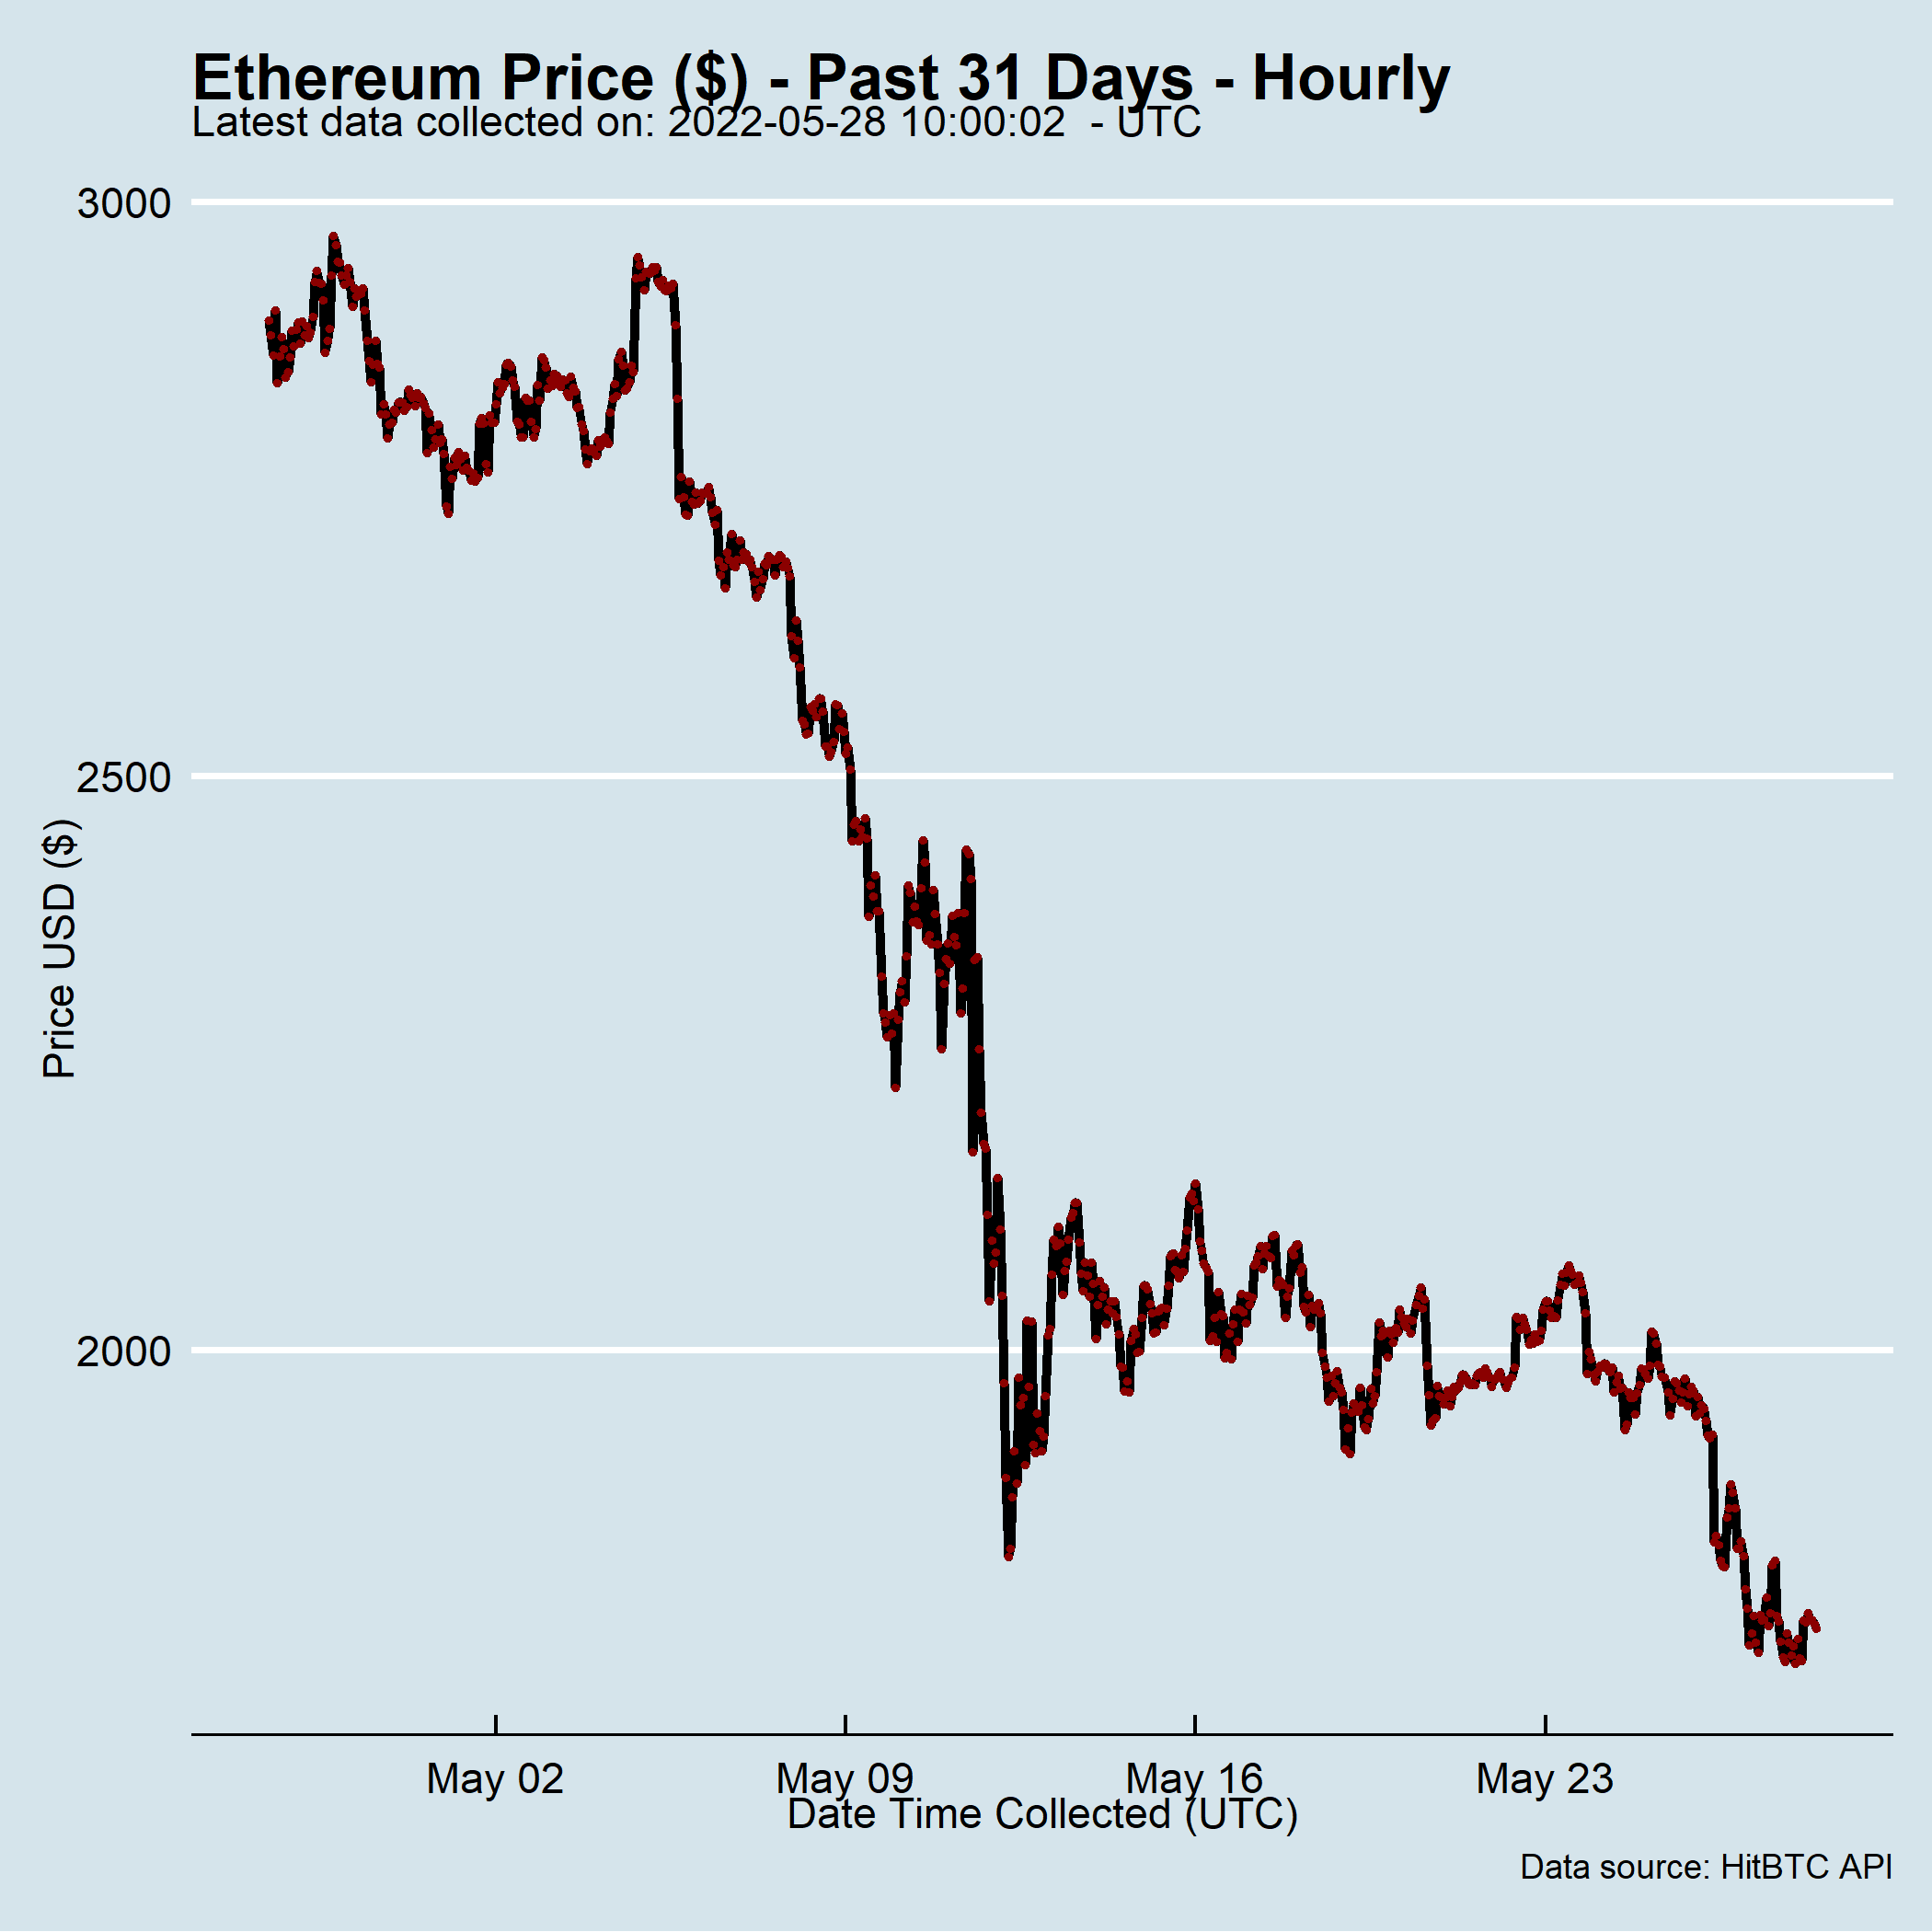 Ethereum Price ($) - Past 31 Days - Hourly
Latest data collected on: 2022-05-28 10:00:02  - UTC
3000
2500
2000
Price USD ($)
May 02
May 09
May 16
May 23
Date Time Collected (UTC)
Data source: HitBTC API